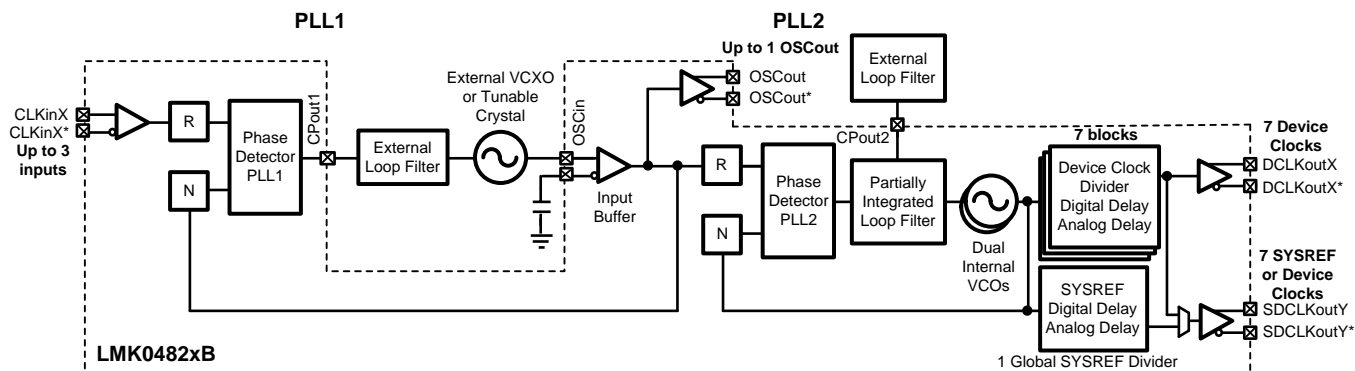 PLL1
PLL2
Up to 1 OSCout
OSCout
OSCout*
External
Loop Filter
External VCXO
or Tunable
Crystal
CLKinX
CLKinX*
Up to 3
inputs
R
N
Phase
Detector
PLL1
CPout1
External
Loop Filter
OSCin
Input
Buffer
R
N
Phase
Detector
PLL2
CPout2
Partially
Integrated
Loop Filter
Dual
Internal
VCOs
7 blocks
Device Clock
Divider
Digital Delay
Analog Delay
7 Device
Clocks
DCLKoutX
DCLKoutX*
SYSREF
Digital Delay
Analog Delay
1 Global SYSREF Divider
7 SYSREF
or Device
Clocks
SDCLKoutY
SDCLKoutY*
LMK0482xB